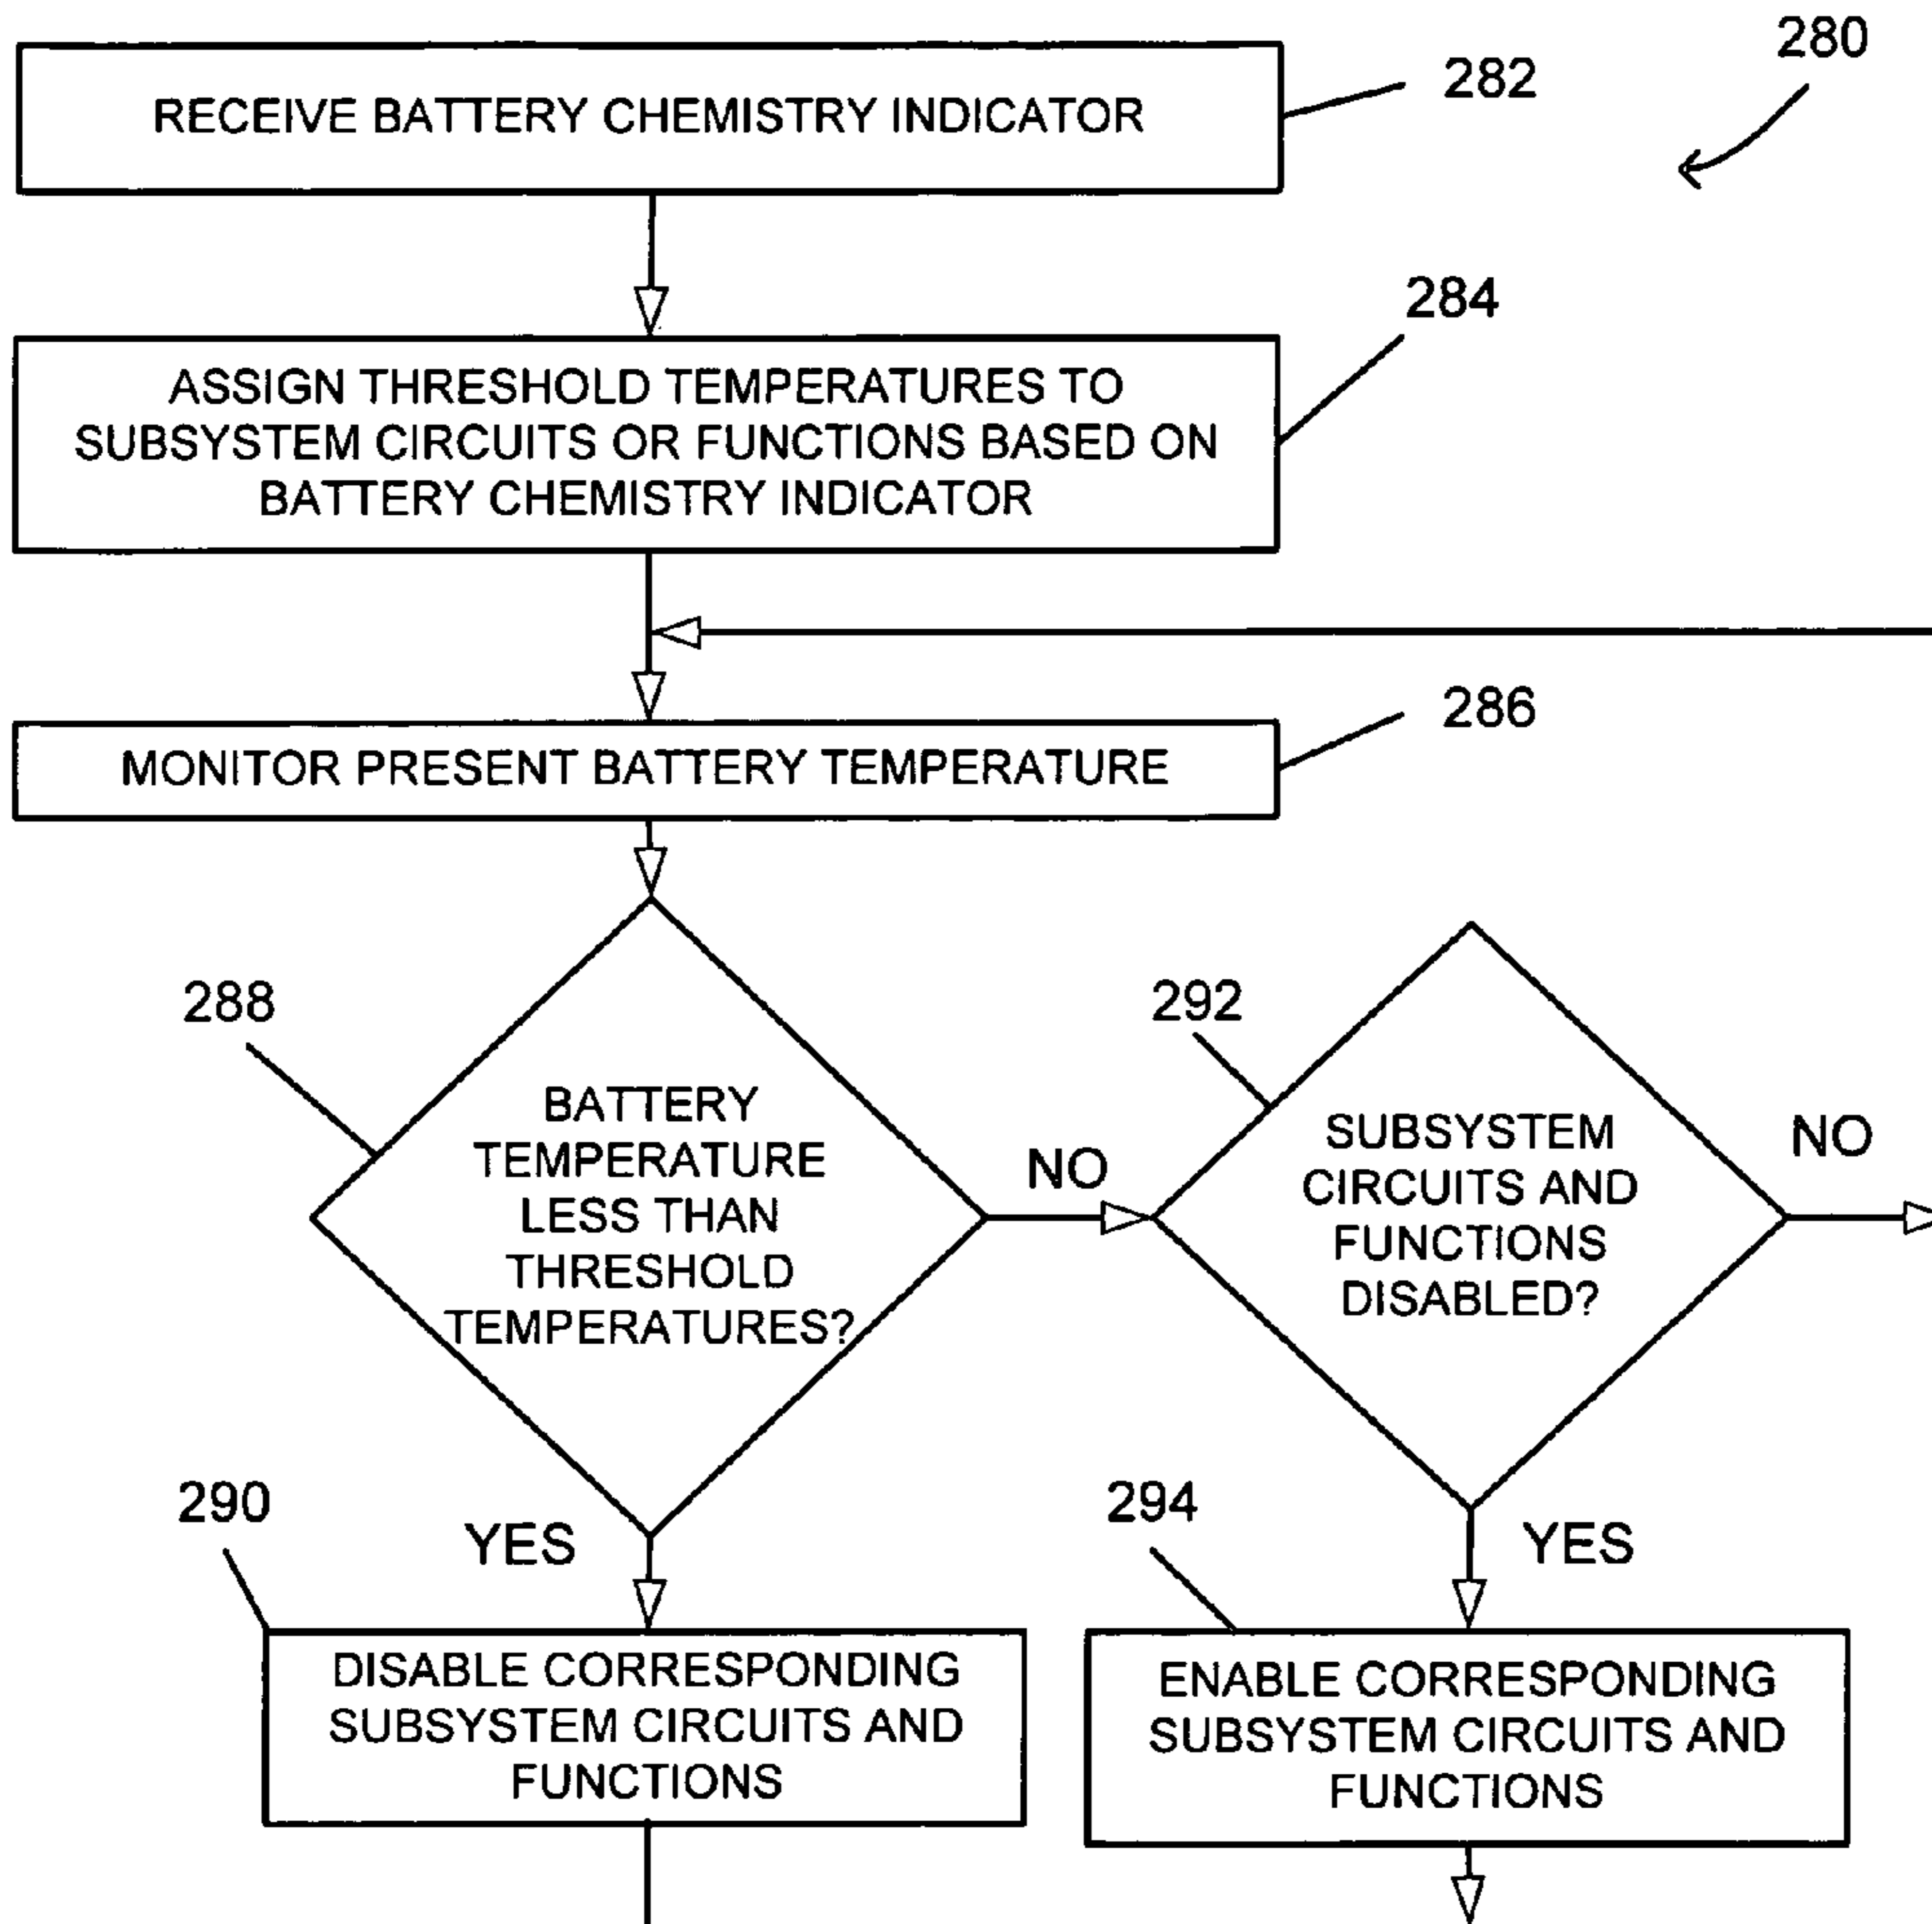 280
RECEIVE BATTERY CHEMISTRY INDICATOR
282
284
ASSIGN THRESHOLD TEMPERATURES TO
SUBSYSTEM CIRCUITS OR FUNCTIONS BASED ON
BATTERY CHEMISTRY INDICATOR
286
MONITOR PRESENT BATTERY TEMPERATURE
288
BATTERY
TEMPERATURE
LESS THAN
THRESHOLD
TEMPERATURES?
NO
292
SUBSYSTEM
CIRCUITS AND
FUNCTIONS
DISABLED?
NO
290
YES
DISABLE CORRESPONDING
SUBSYSTEM CIRCUITS AND
FUNCTIONS
294
YES
ENABLE CORRESPONDING
SUBSYSTEM CIRCUITS AND
FUNCTIONS